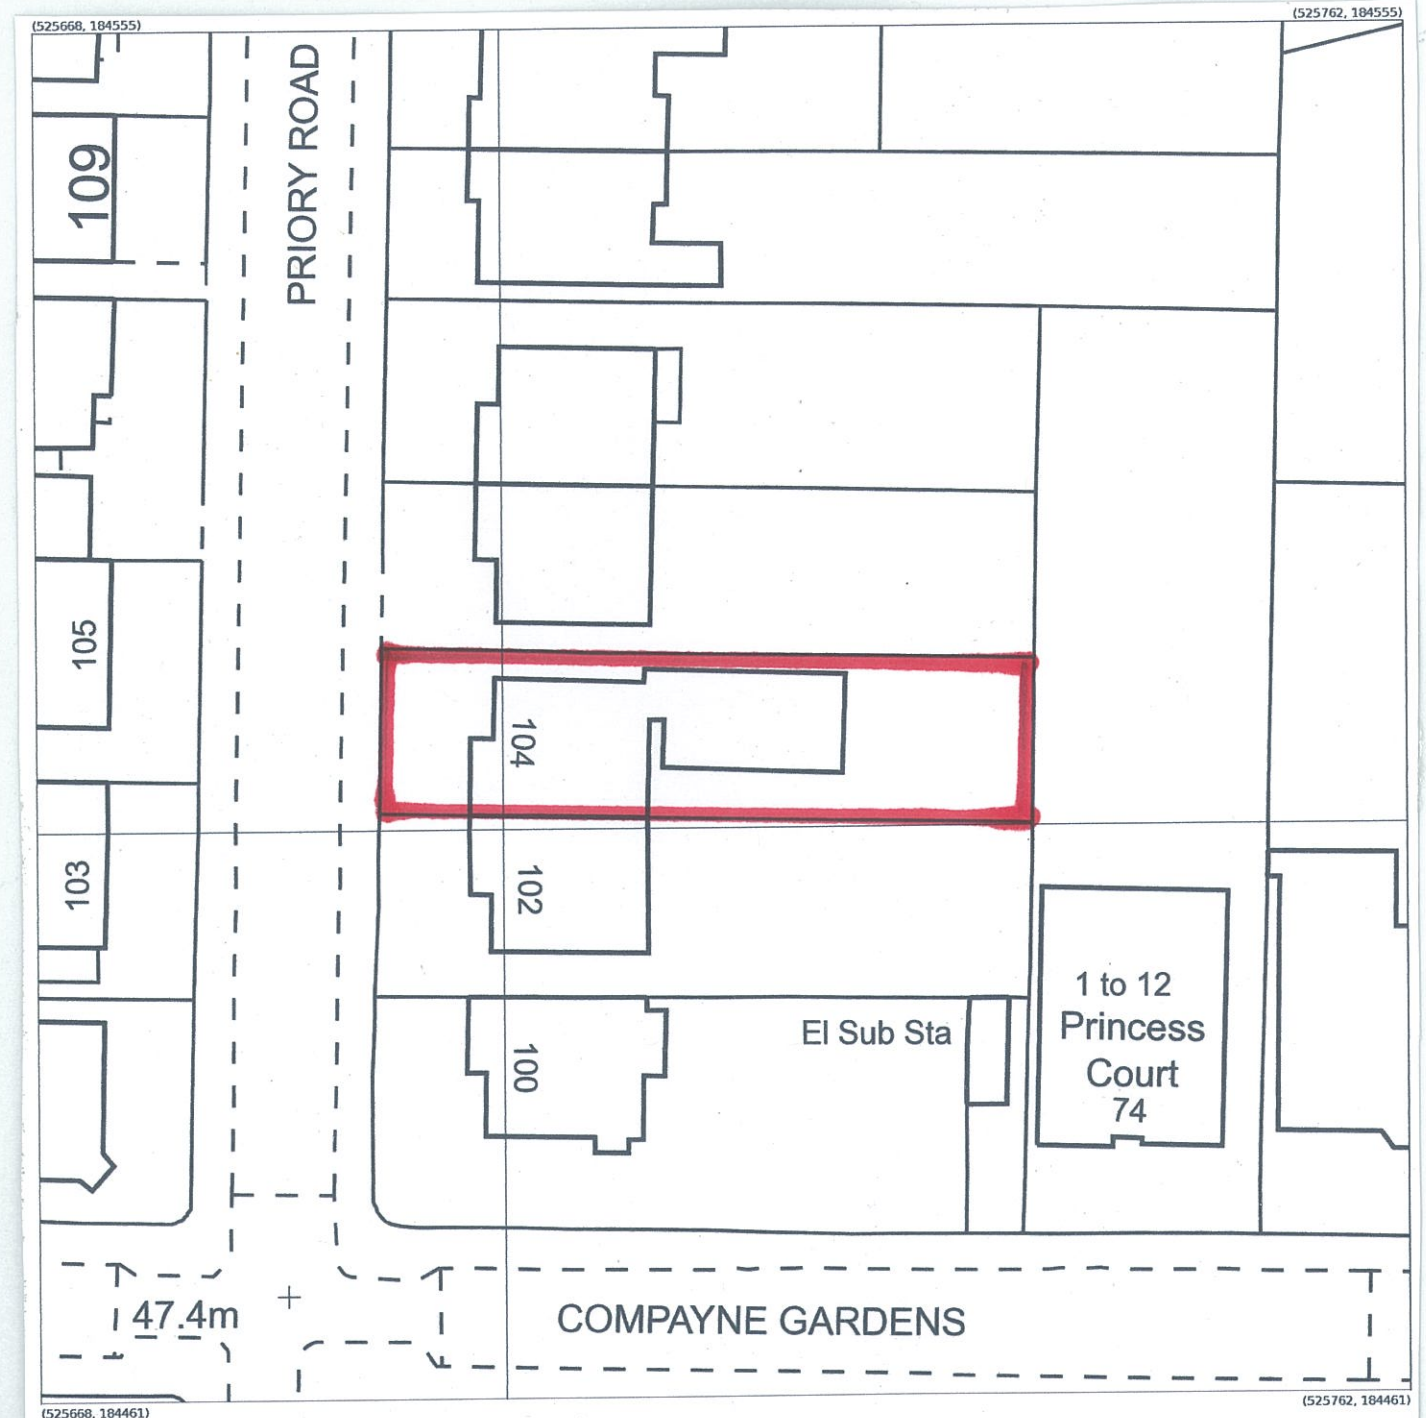 (525668, 184555)
(525762, 184555)
PRIORY ROAD
109
105
104
103
102
1 to 12
Princess
Court
74
El Sub Sta
100
47.4m
COMPAYNE GARDENS
(525668, 184461)
(525762, 184461)